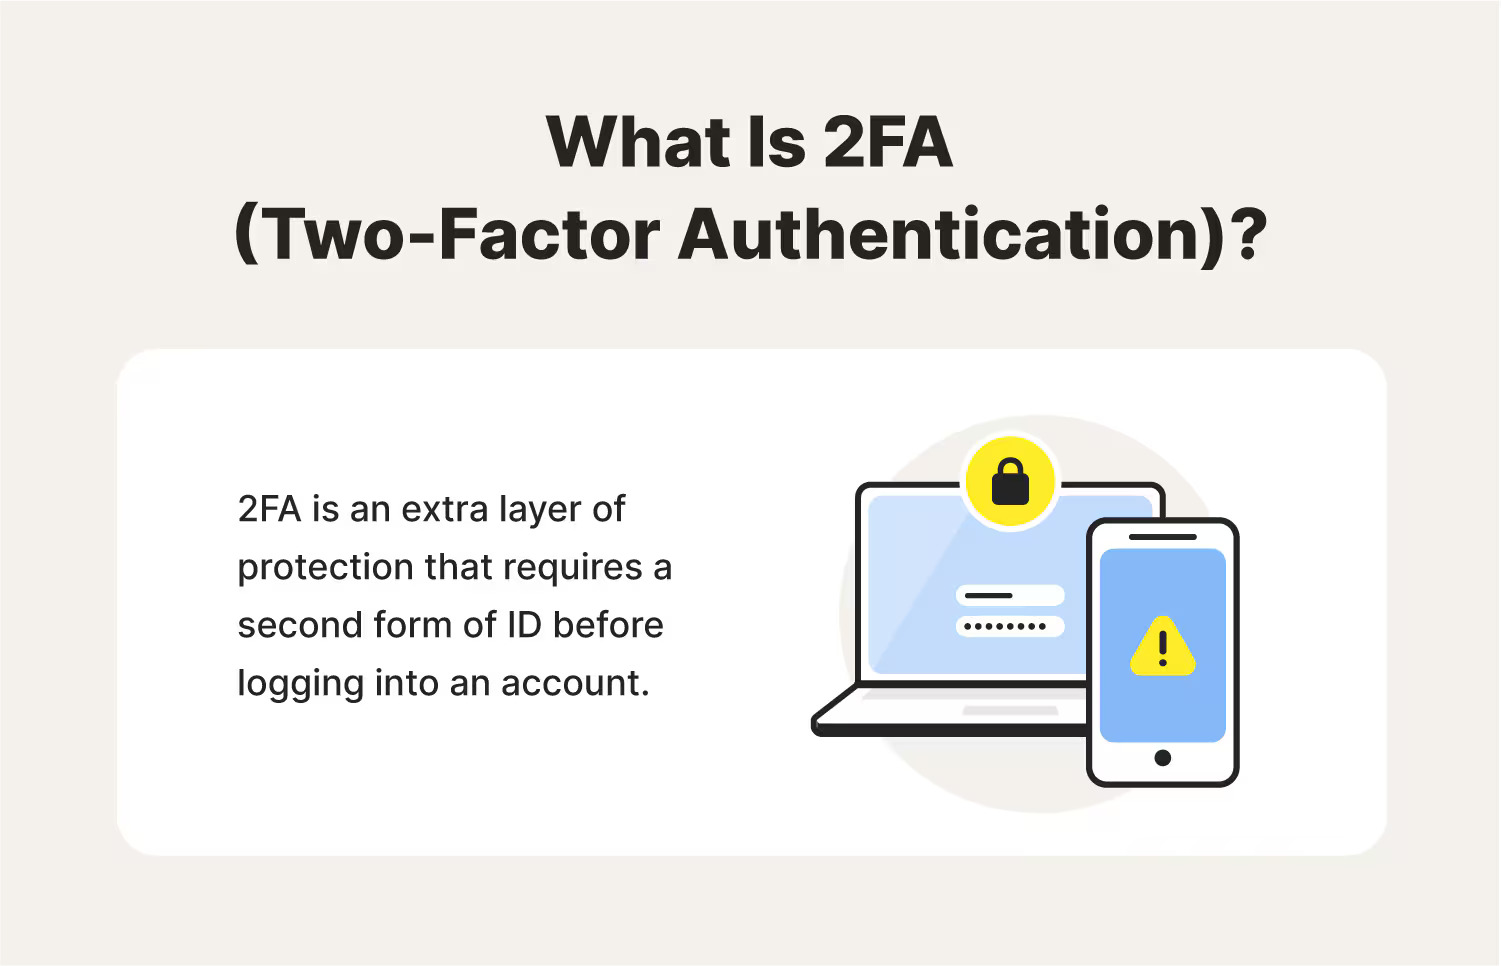 What Is 2FA
(Two-Factor Authentication)?
2FA is an extra layer of
protection that requires a
second form of ID before
logging into an account.